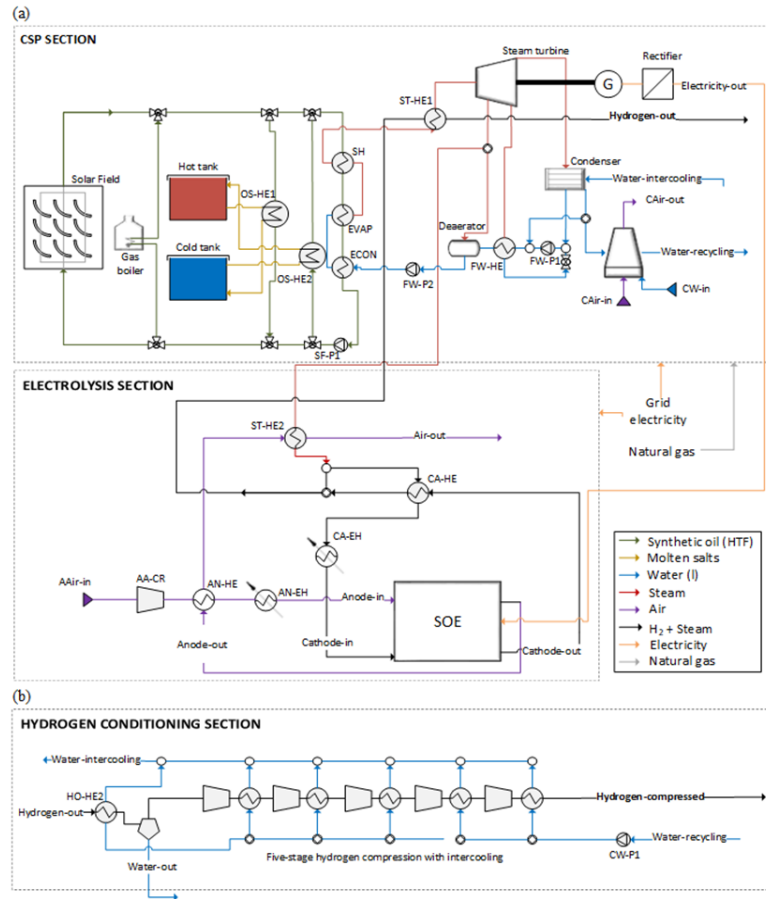 (a)
CSP SECTION
Steam turbine
Rectifier
G
Electricity-out
ST-HE1
Hydrogen-out
SH
Condenser
Solar Field
Hot tank
OS-HE1
Water-intercooling
CAir-out
EVAP
Deaerator
Gas
boiler
Cold tank
ECON
FW-HE
FW-P1
Water-recycling
OS-HE2
FW-P2
CAir-in
CW-in
SF-P1
ELECTROLYSIS SECTION
Grid
electricity
ST-HE2
Air-out
Natural gas
CA-HE
CA-EH
Synthetic oil (HTF)
Molten salts
Water (l)
Steam
Air
H2 + Steam
Electricity
Natural gas
AAir-in
AA-CR
AN-HE
AN-EH
Anode-in
SOE
Anode-out
Cathode-in
Cathode-out
(b)
HYDROGEN CONDITIONING SECTION
Water-intercooling
HO-HE2
Hydrogen-out
Hydrogen-compressed
Water-recycling
Five-stage hydrogen compression with intercooling
CW-P1
Water-out